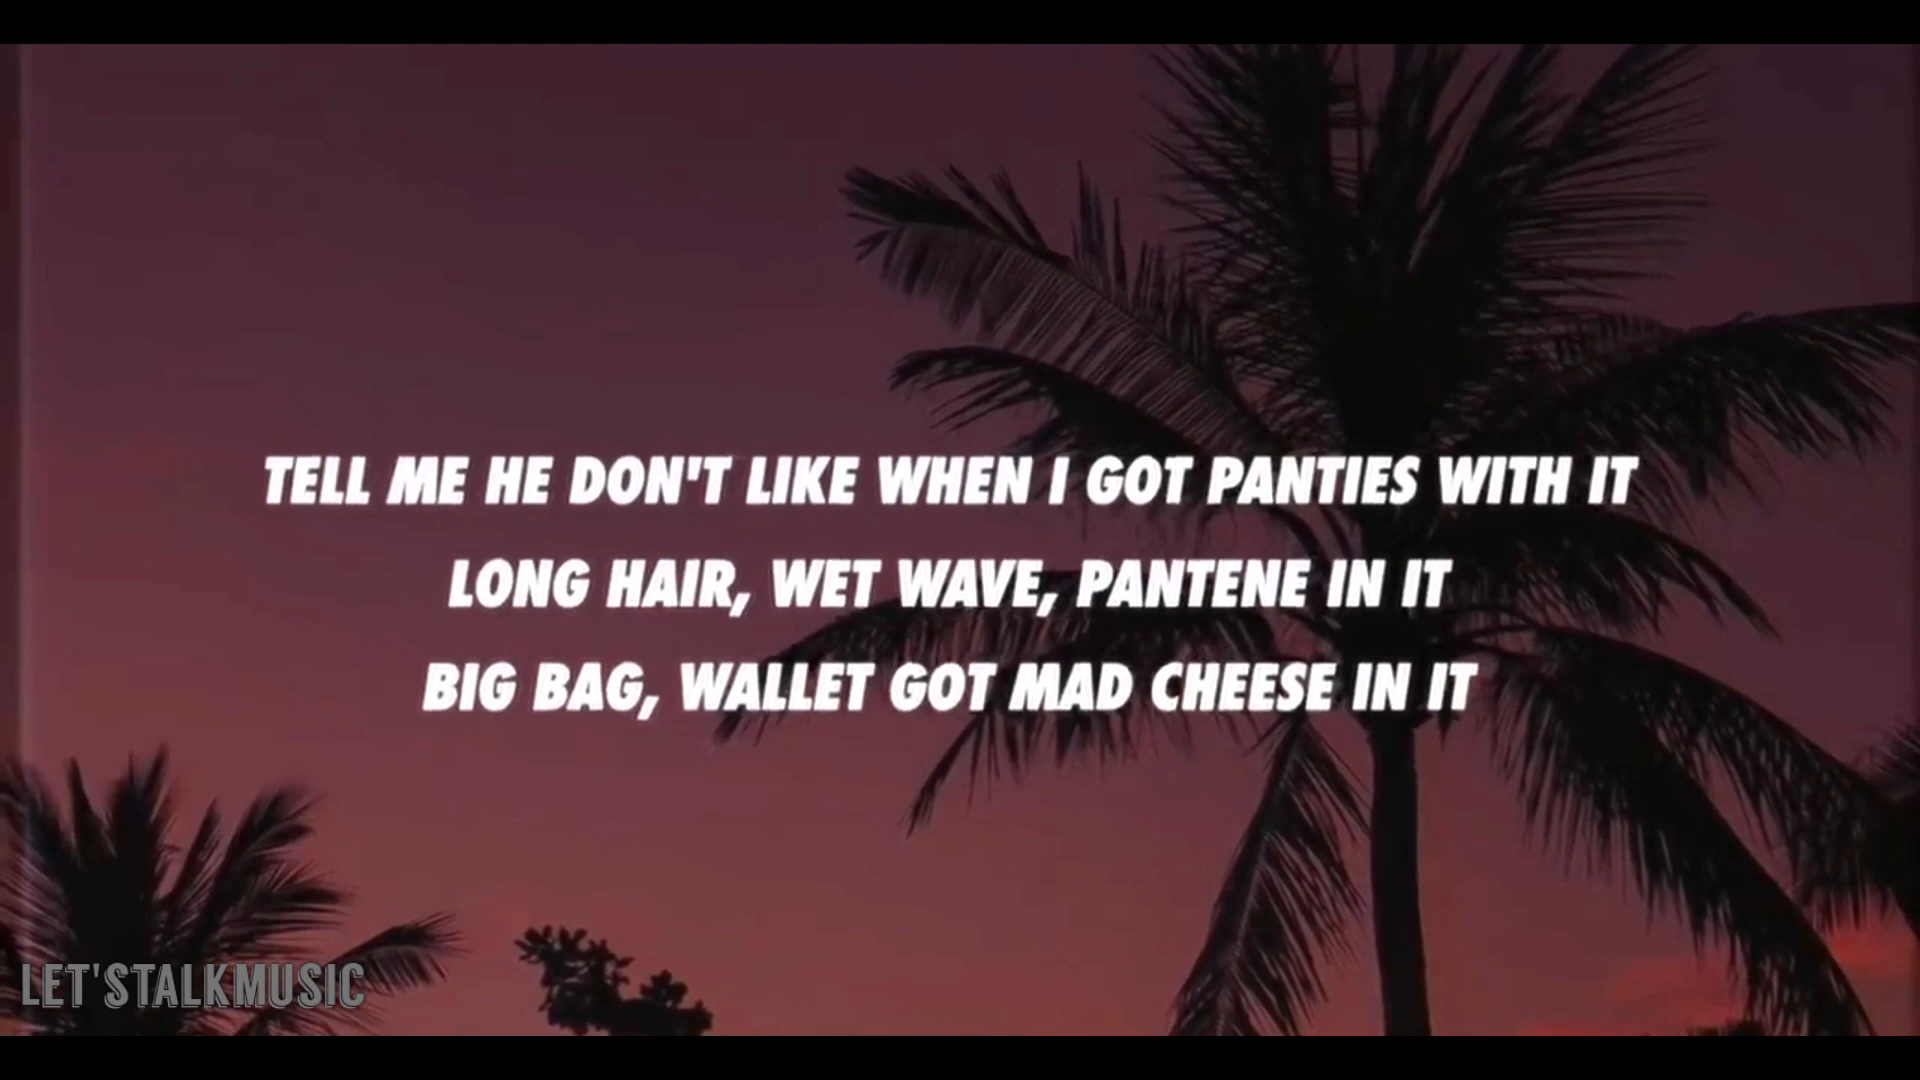 TELL ME HE DON'T LIKE WHEN I GOT PANTIES WITH IT
LONG HAIR, WET WAVE, PANTENE IN IT
BIG BAG, WALLET GOT MAD CHEESE IN IT
LET'STALKMUSIC